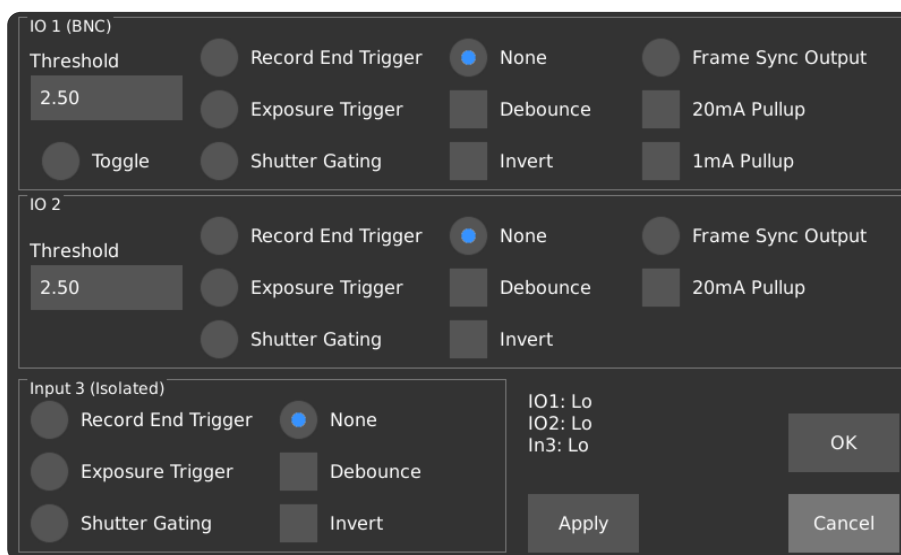 IO 1 (BNC)
Threshold Record End Trigger None Frame Sync Output
2.50 Exposure Trigger Debounce 20mA Pullup
Toggle Shutter Gating Invert 1mA Pullup
IO 2
Threshold Record End Trigger None Frame Sync Output
2.50 Exposure Trigger Debounce 20mA Pullup
Shutter Gating Invert
Input 3 (Isolated)
Record End Trigger None
Exposure Trigger Debounce
Shutter Gating Invert
IO1: Lo
IO2: Lo
In3: Lo
OK
Apply Cancel